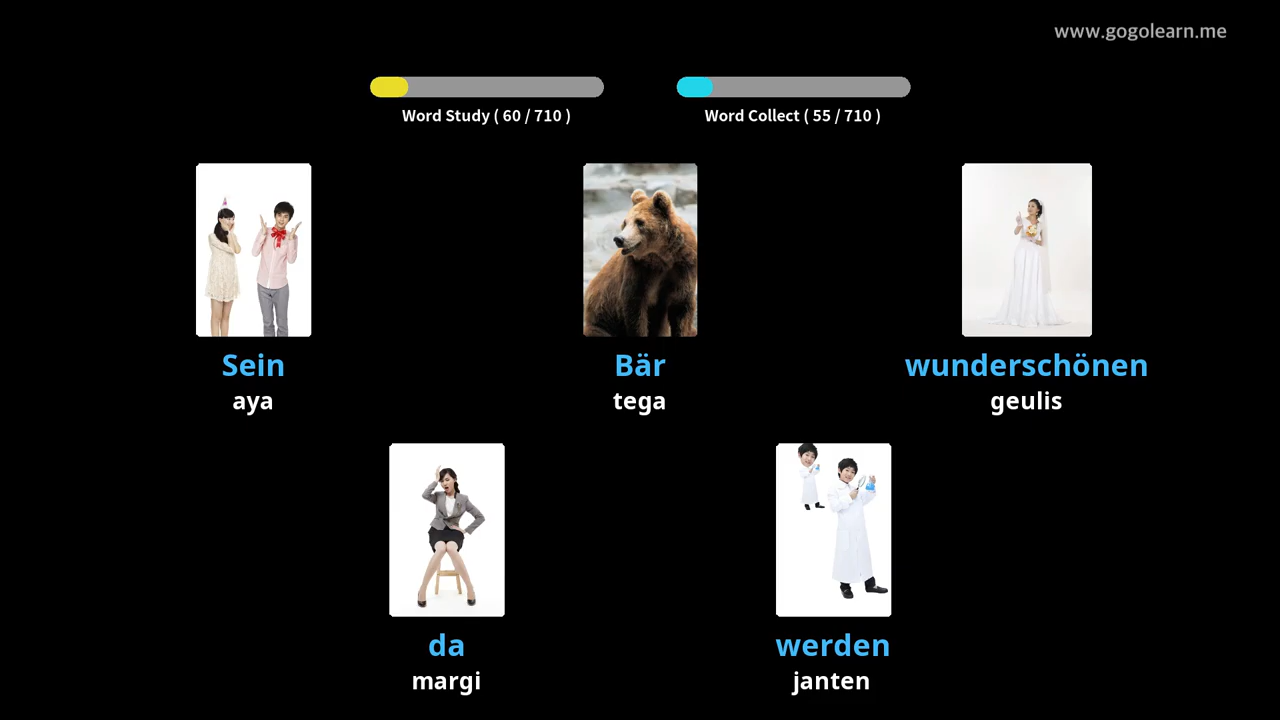 www.gogolearn.me
Word Study ( 60 / 710 )
Word Collect ( 55 / 710 )
Sein
aya
Bär
tega
wunderschönen
geulis
da
margi
werden
janten